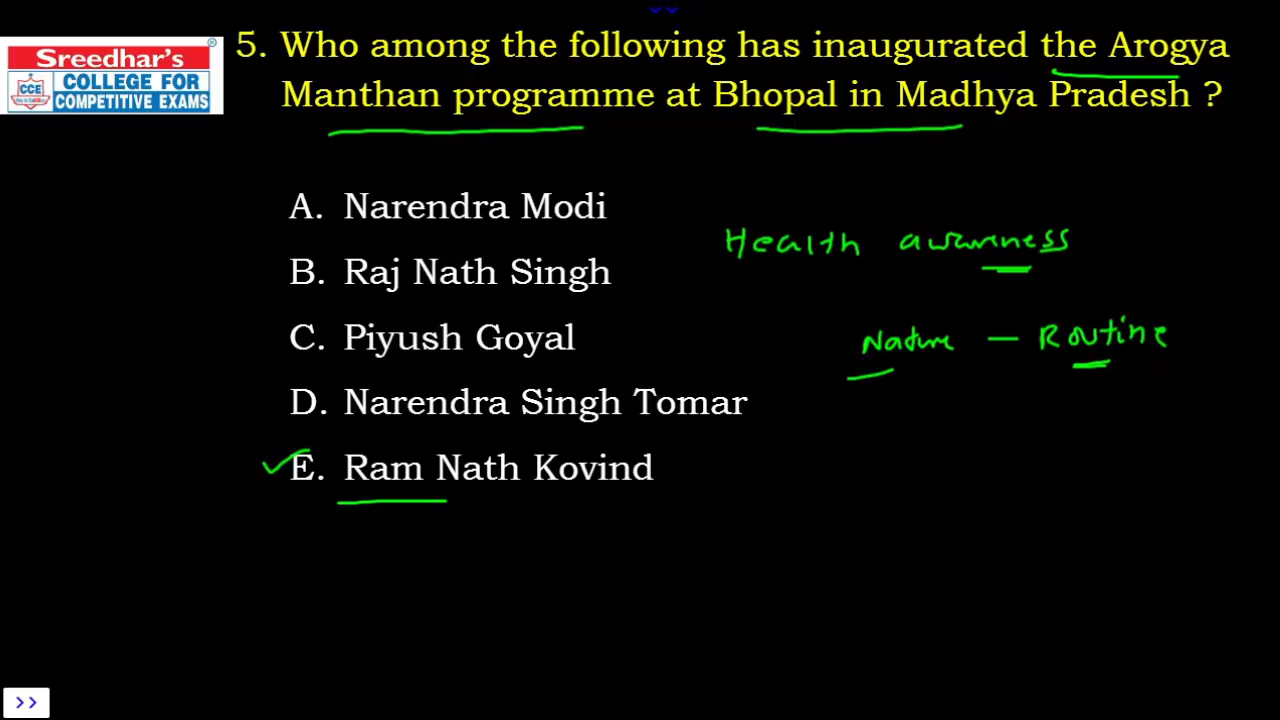 Sreedhar's
CCE
COLLEGE FOR
COMPETITIVE EXAMS
5. Who among the following has inaugurated the Arogya
Manthan programme at Bhopal in Madhya Pradesh ?
A. Narendra Modi
B. Raj Nath Singh
C. Piyush Goyal
D. Narendra Singh Tomar
E. Ram Nath Kovind
Health awareness
Nature – Routine
>>